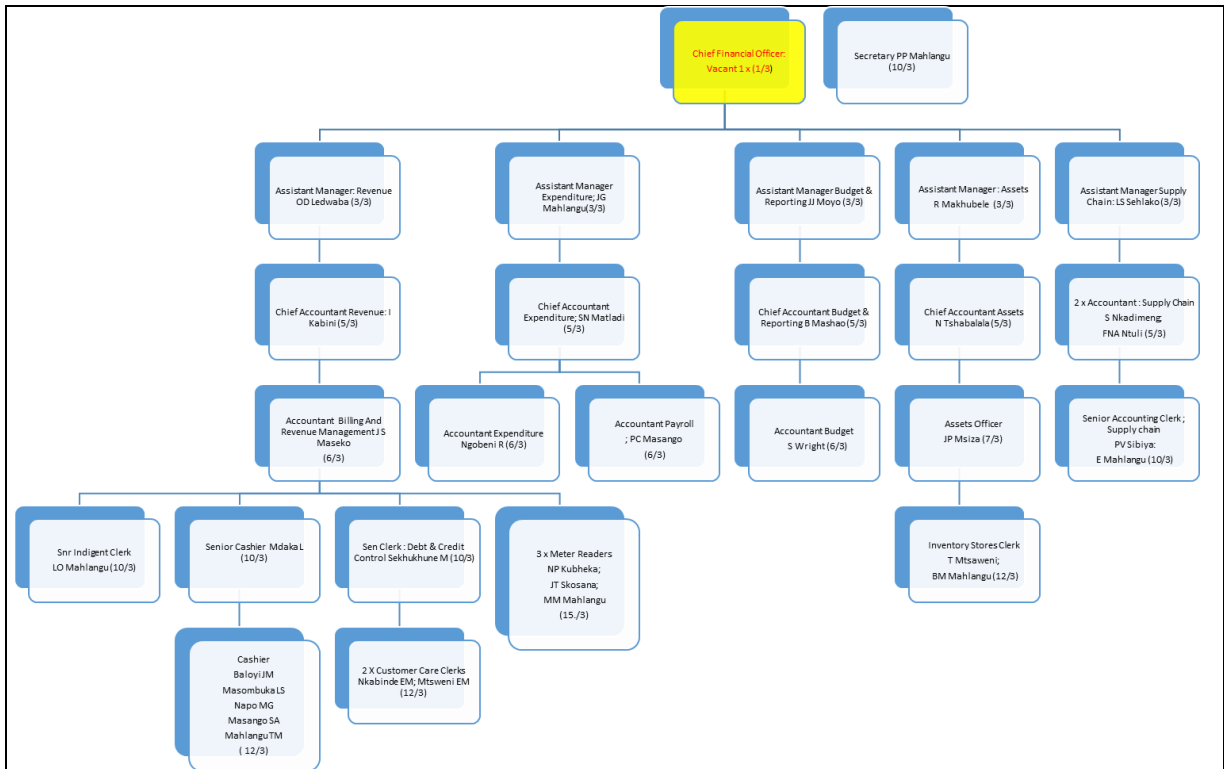 Chief Financial Officer:
Vacant 1 x (1/3)
Secretary PP Mahlangu
(10/3)
Assistant Manager: Revenue
OD Ledwaba (3/3)
Assistant Manager
Expenditure; JG
Mahlangu(3/3)
Assistant Manager Budget &
Reporting JJ Moyo (3/3)
Assistant Manager : Assets
R Makhubele (3/3)
Assistant Manager Supply
Chain: LS Sehlako (3/3)
Chief Accountant Revenue: I
Kabini (5/3)
Chief Accountant
Expenditure; SN Matladi
(5/3)
Chief Accountant Budget &
Reporting B Mashao(5/3)
Chief Accountant Assets
N Tshabalala(5/3)
2 x Accountant : Supply Chain
S Nkadimeng;
FNA Ntuli (5/3)
Accountant Billing And
Revenue Management J S
Maseko
(6/3)
Accountant Expenditure
Ngobeni R (6/3)
Accountant Payroll
; PC Masango
(6/3)
Accountant Budget
S Wright (6/3)
Assets Officer
JP Msiza (7/3)
Senior Accounting Clerk ;
Supply chain
PV Sibiya:
E Mahlangu (10/3)
Snr Indigent Clerk
LO Mahlangu (10/3)
Senior Cashier Mdaka L
(10/3)
Sen Clerk : Debt & Credit
Control Sekhukhune M (10/3)
3 x Meter Readers
NP Kubheka;
JT Skosana;
MM Mahlangu
(15./3)
Inventory Stores Clerk
T Mtsaweni;
BM Mahlangu (12/3)
Cashier
Baloyi JM
Masombuka LS
Napo MG
Masango SA
Mahlangu TM
( 12/3)
2 X Customer Care Clerks
Nkabinde EM; Mtsweni EM
(12/3)